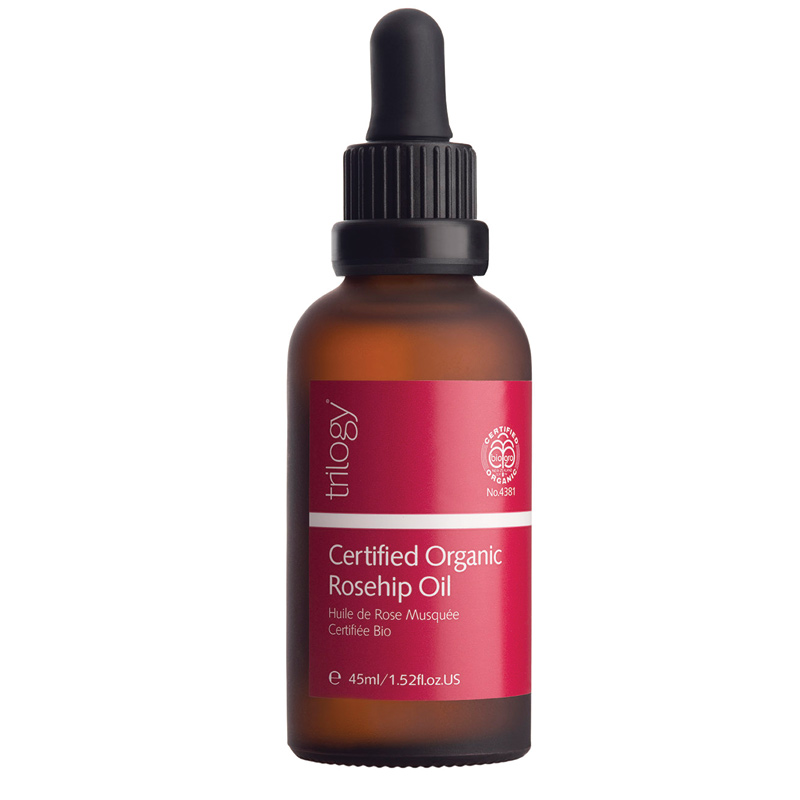 trilogy®
CERTIFIED
biogro
ORGANIC
No.4381
Certified Organic
Rosehip Oil
Huile de Rose Musquée
Certifiée Bio
℮ 45ml/1.52fl.oz.US